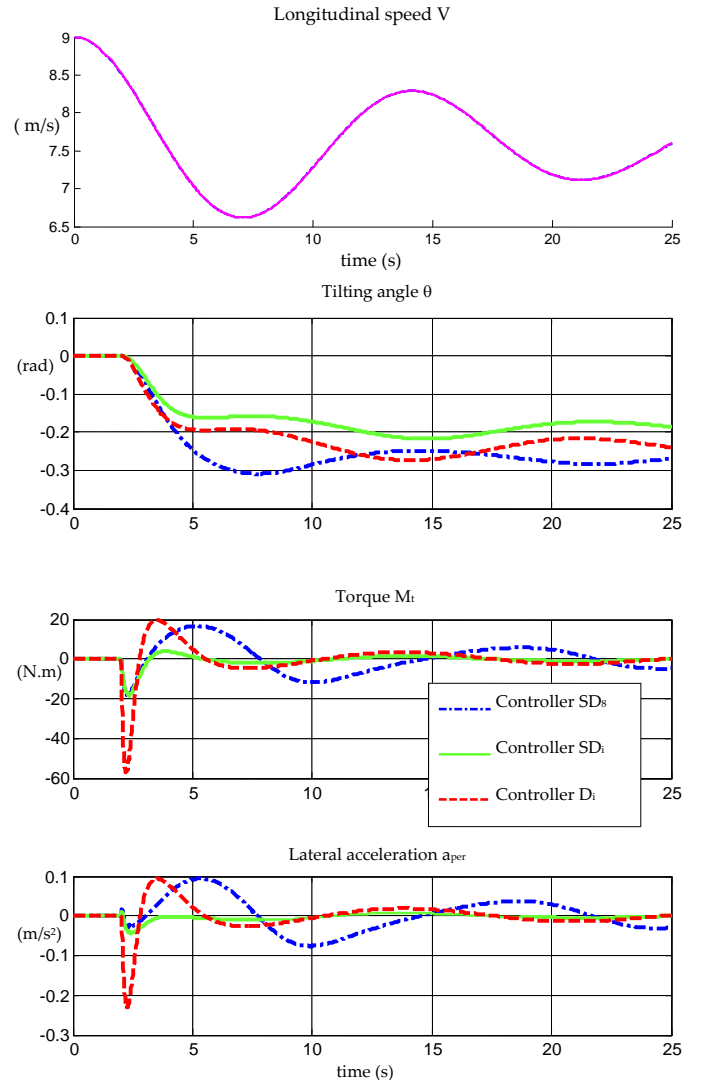 Longitudinal speed V
9
8.5
8
( m/s)
7.5
7
6.5
0 5 10 15 20 25
time (s)
Tilting angle θ
0.1
0
(rad)
-0.1
-0.2
-0.3
-0.4
0 5 10 15 20 25
Torque Mₜ
20
0
(N.m)
-20
-40
-60
Controller SD₈
Controller SDᵢ
Controller Dᵢ
0 5 10 15 20 25
Lateral acceleration aₚₑᵣ
0.1
0
(m/s²)
-0.1
-0.2
-0.3
0 5 10 15 20 25
time (s)